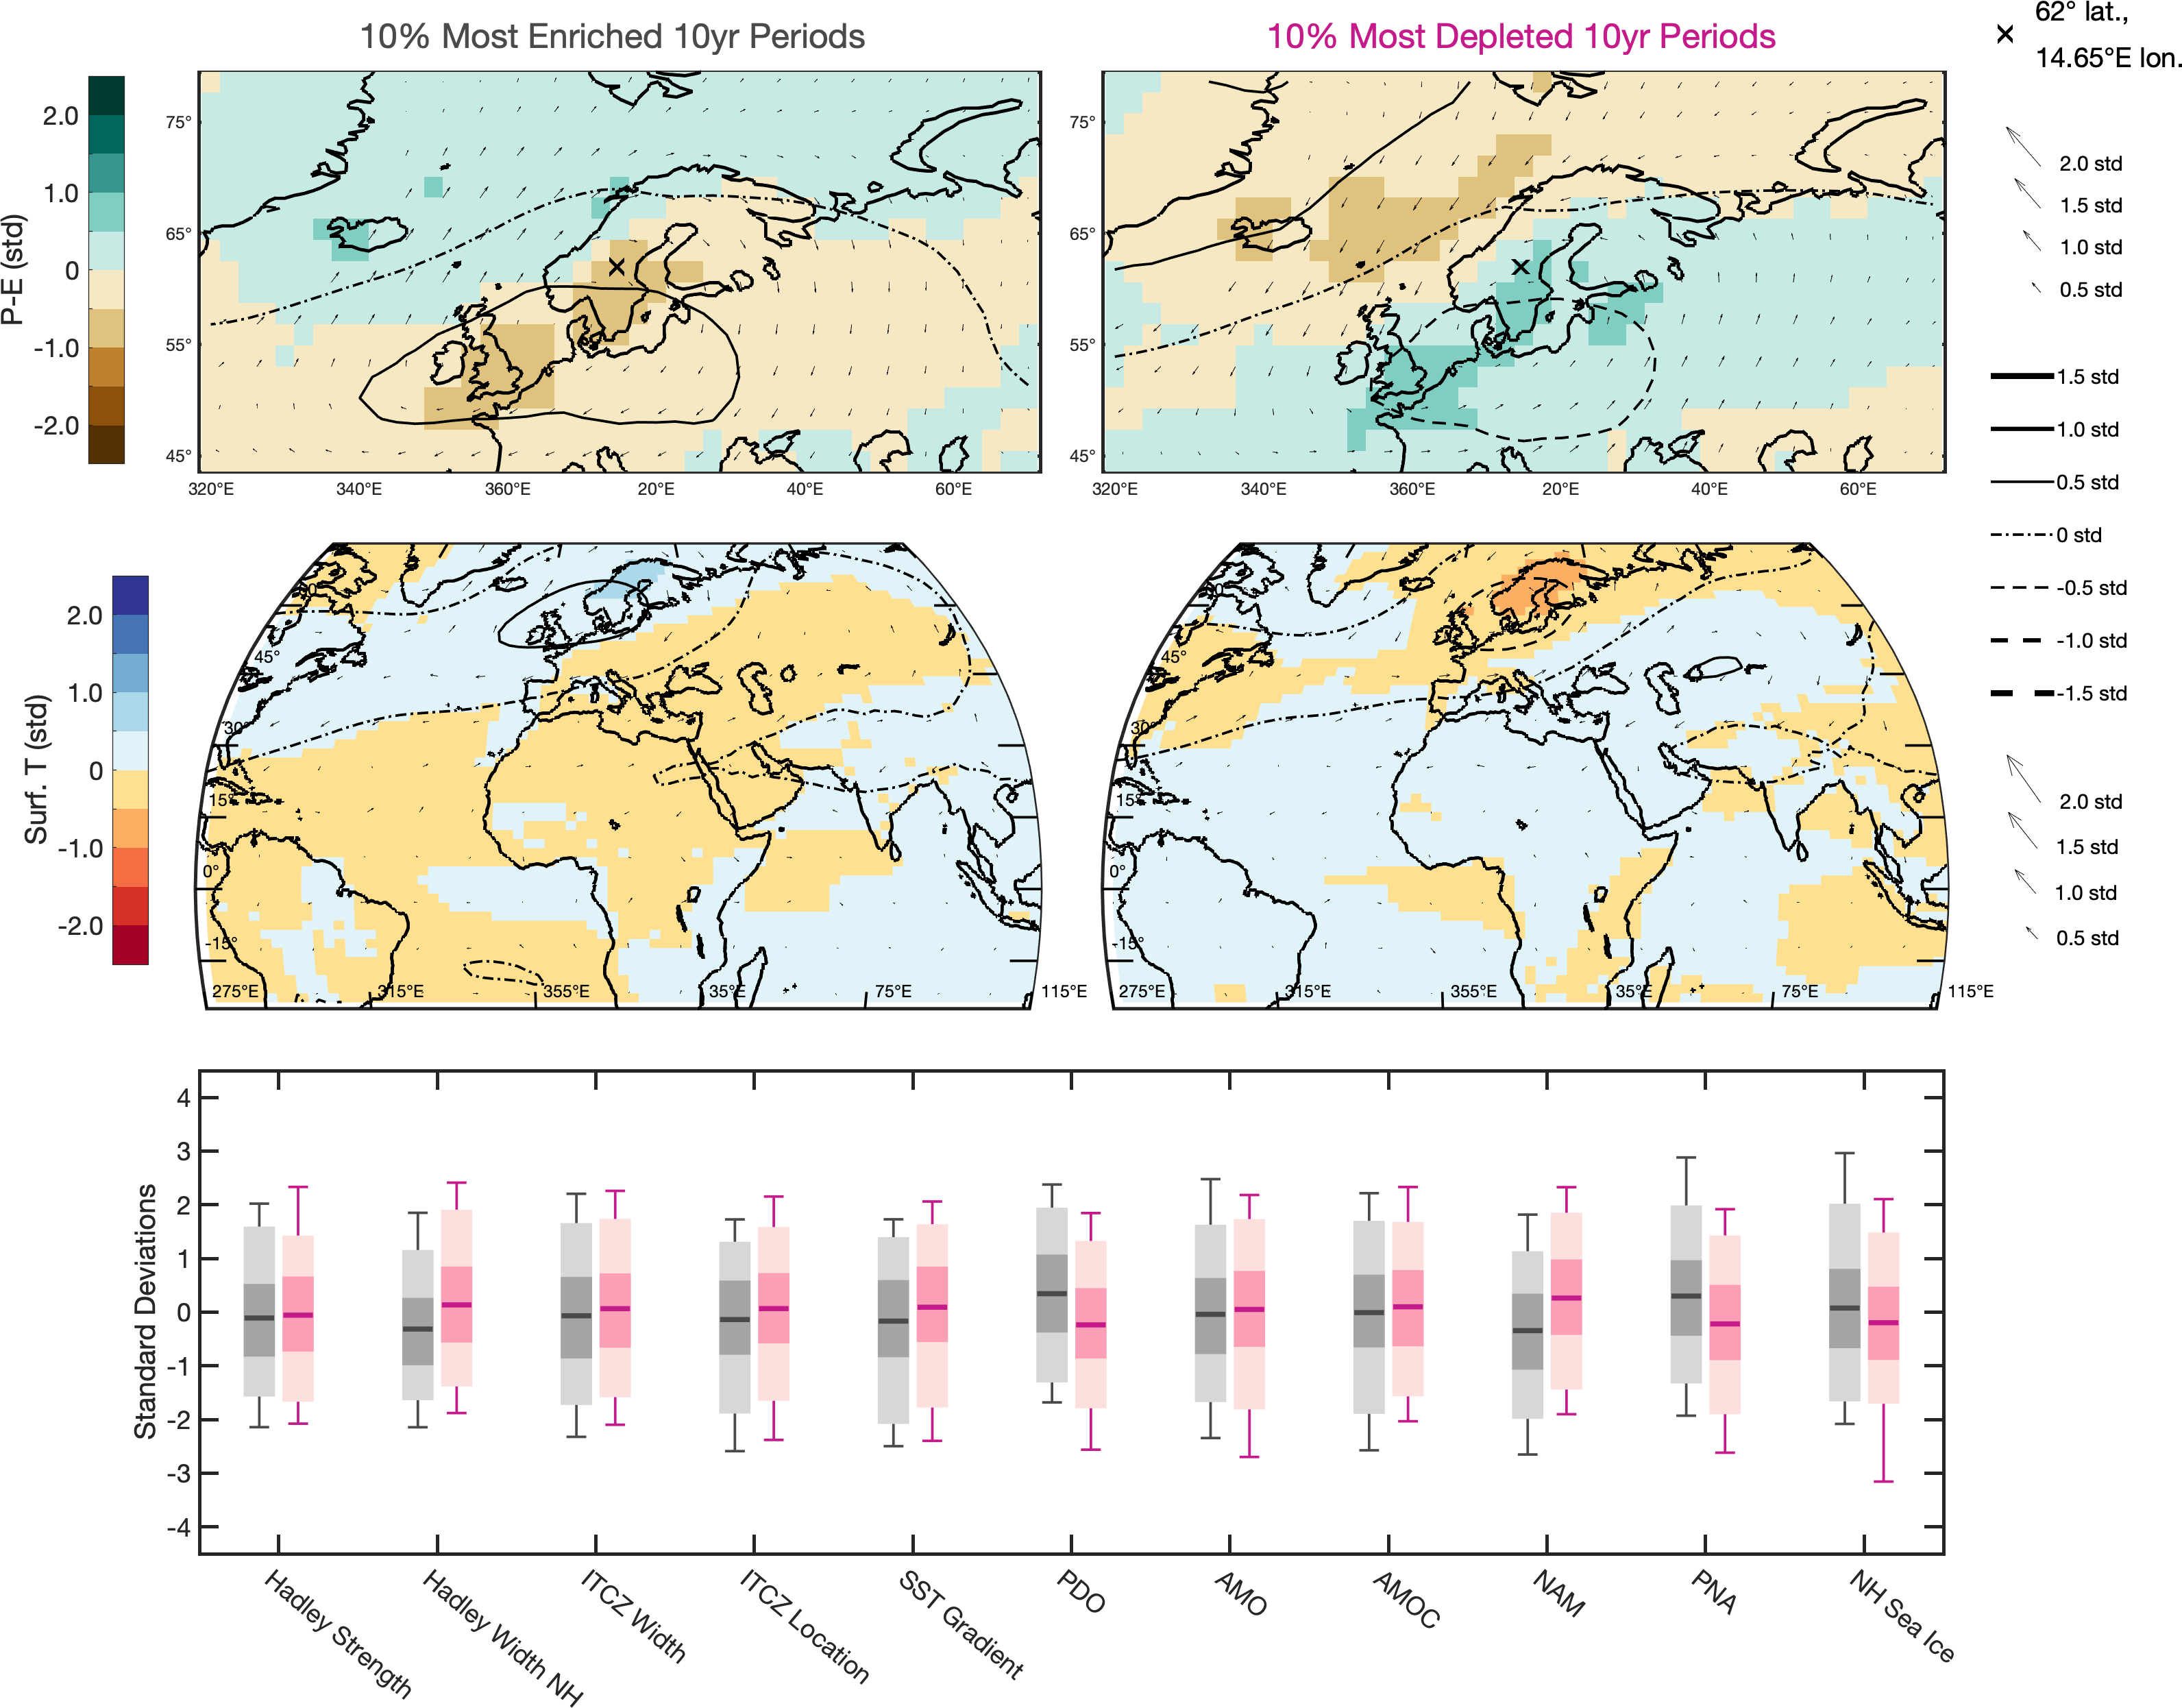 10% Most Enriched 10yr Periods
10% Most Depleted 10yr Periods
62° lat.,
14.65°E lon.
P-E (std)
2.0
1.0
0
-1.0
-2.0
75°
65°
55°
45°
320°E
340°E
360°E
20°E
40°E
60°E
75°
65°
55°
45°
320°E
340°E
360°E
20°E
40°E
60°E
2.0 std
1.5 std
1.0 std
0.5 std
1.5 std
1.0 std
0.5 std
0 std
-0.5 std
-1.0 std
-1.5 std
Surf. T (std)
2.0
1.0
0
-1.0
-2.0
45°
30°
15°
0°
-15°
275°E
315°E
355°E
35°E
75°E
115°E
45°
30°
15°
0°
-15°
275°E
315°E
355°E
35°E
75°E
115°E
2.0 std
1.5 std
1.0 std
0.5 std
Standard Deviations
4
3
2
1
0
-1
-2
-3
-4
Hadley Strength
Hadley Width NH
ITCZ Width
ITCZ Location
SST Gradient
PDO
AMO
AMOC
NAM
PNA
NH Sea Ice